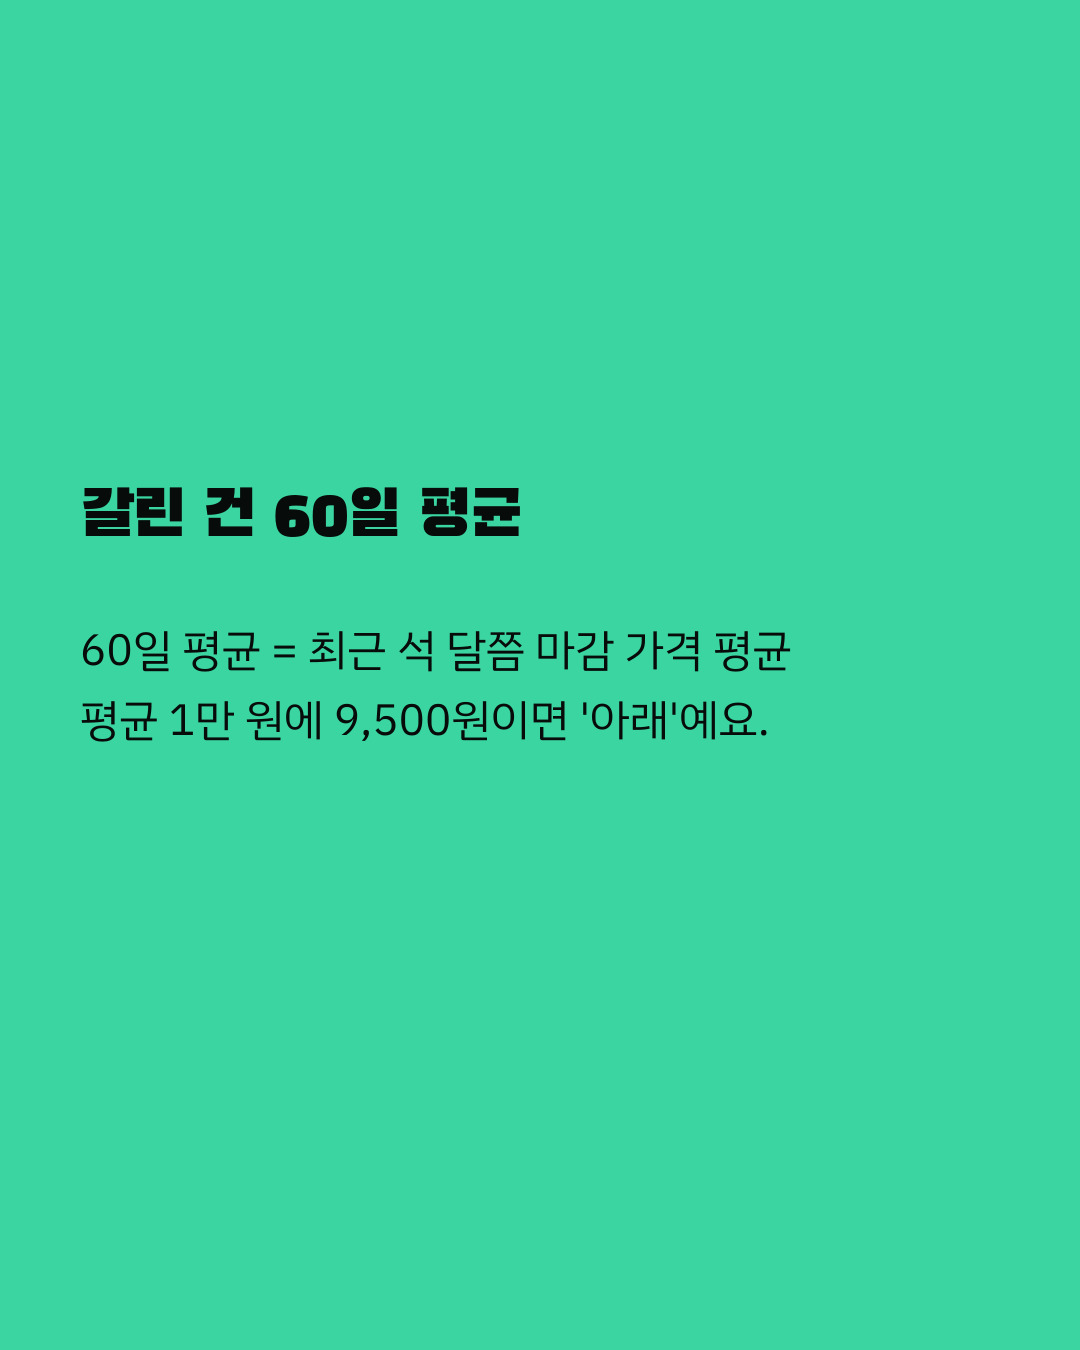 갈린 건 60일 평균
60일 평균 = 최근 석 달쯤 마감 가격 평균
평균 1만 원에 9,500원이면 '아래'예요.